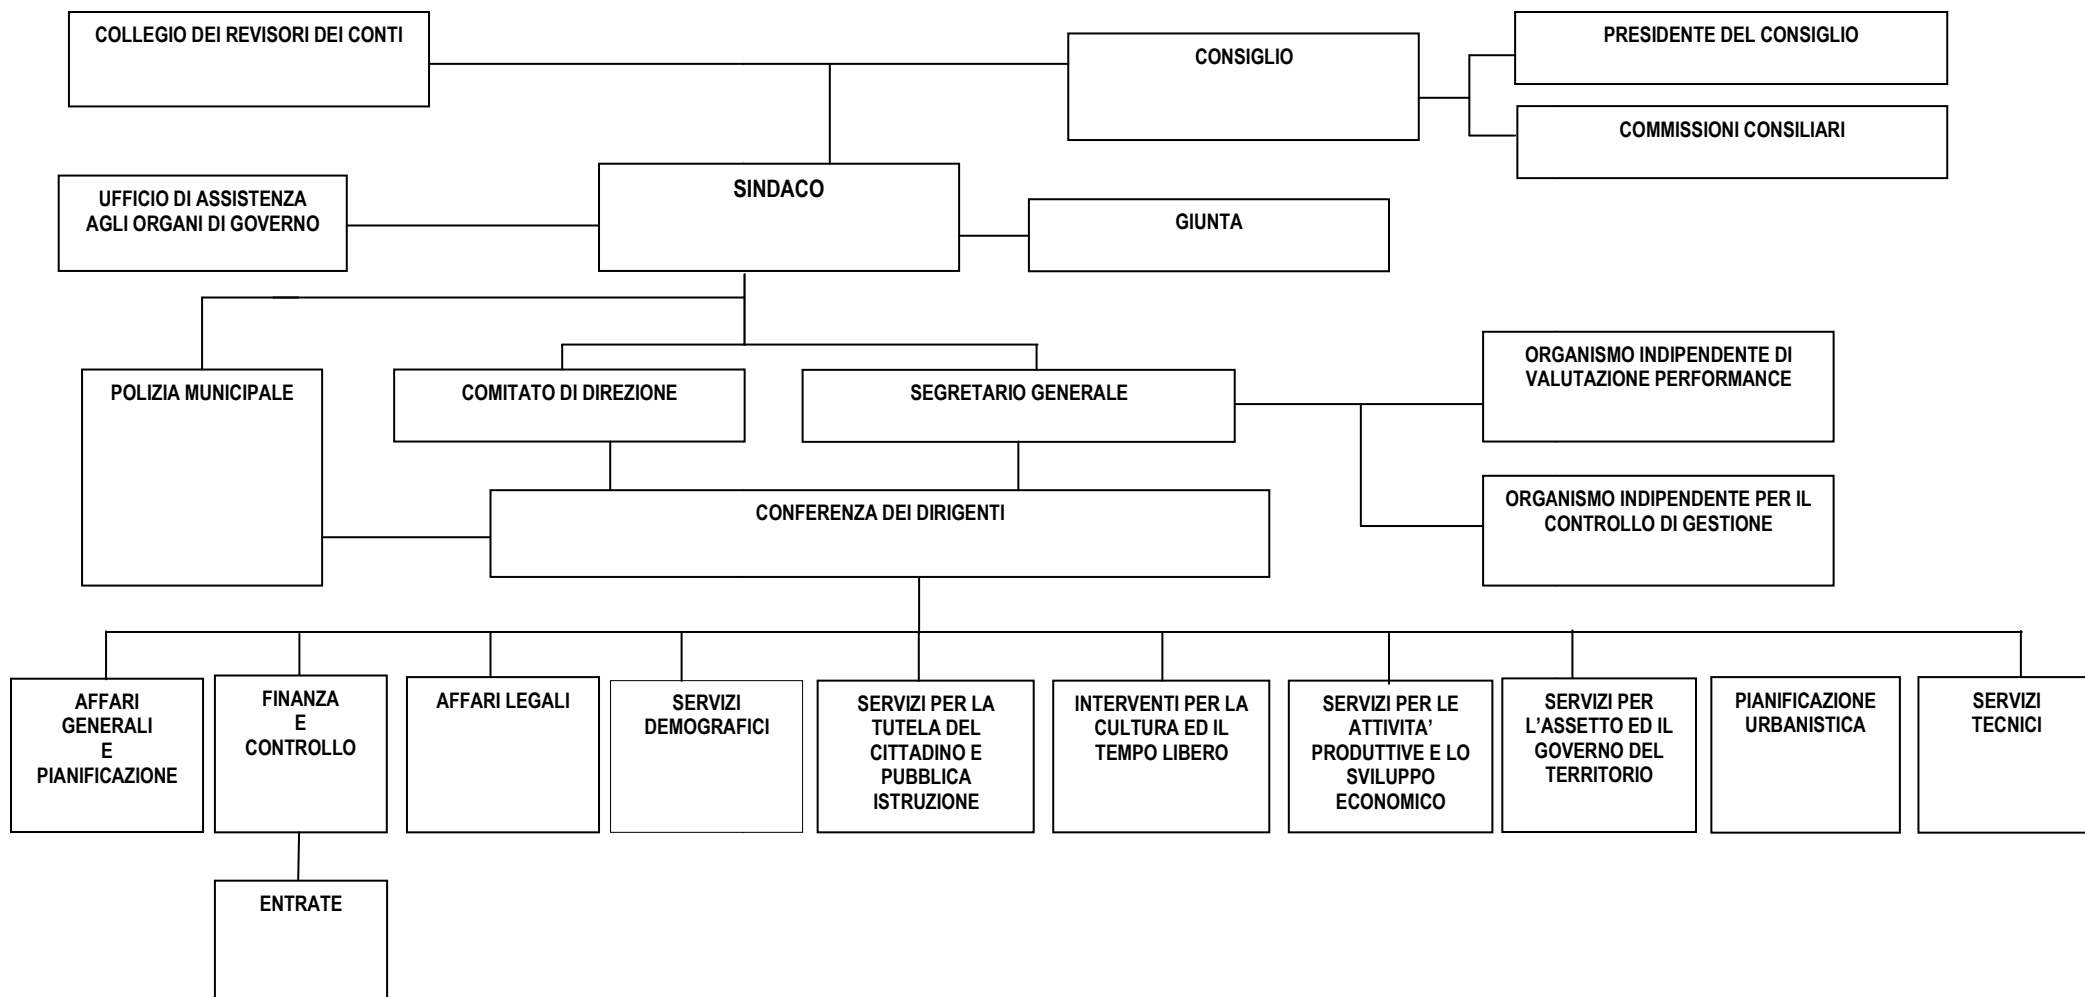 COLLEGIO DEI REVISORI DEI CONTI
CONSIGLIO
PRESIDENTE DEL CONSIGLIO
COMMISSIONI CONSILIARI
UFFICIO DI ASSISTENZA
AGLI ORGANI DI GOVERNO
SINDACO
GIUNTA
POLIZIA MUNICIPALE
COMITATO DI DIREZIONE
SEGRETARIO GENERALE
ORGANISMO INDIPENDENTE DI
VALUTAZIONE PERFORMANCE
CONFERENZA DEI DIRIGENTI
ORGANISMO INDIPENDENTE PER IL
CONTROLLO DI GESTIONE
AFFARI
GENERALI
E
PIANIFICAZIONE
FINANZA
E
CONTROLLO
AFFARI LEGALI
SERVIZI
DEMOGRAFICI
SERVIZI PER LA
TUTELA DEL
CITTADINO E
PUBBLICA
ISTRUZIONE
INTERVENTI PER LA
CULTURA ED IL
TEMPO LIBERO
SERVIZI PER LE
ATTIVITA’
PRODUTTIVE E LO
SVILUPPO
ECONOMICO
SERVIZI PER
L’ASSETTO ED IL
GOVERNO DEL
TERRITORIO
PIANIFICAZIONE
URBANISTICA
SERVIZI
TECNICI
ENTRATE